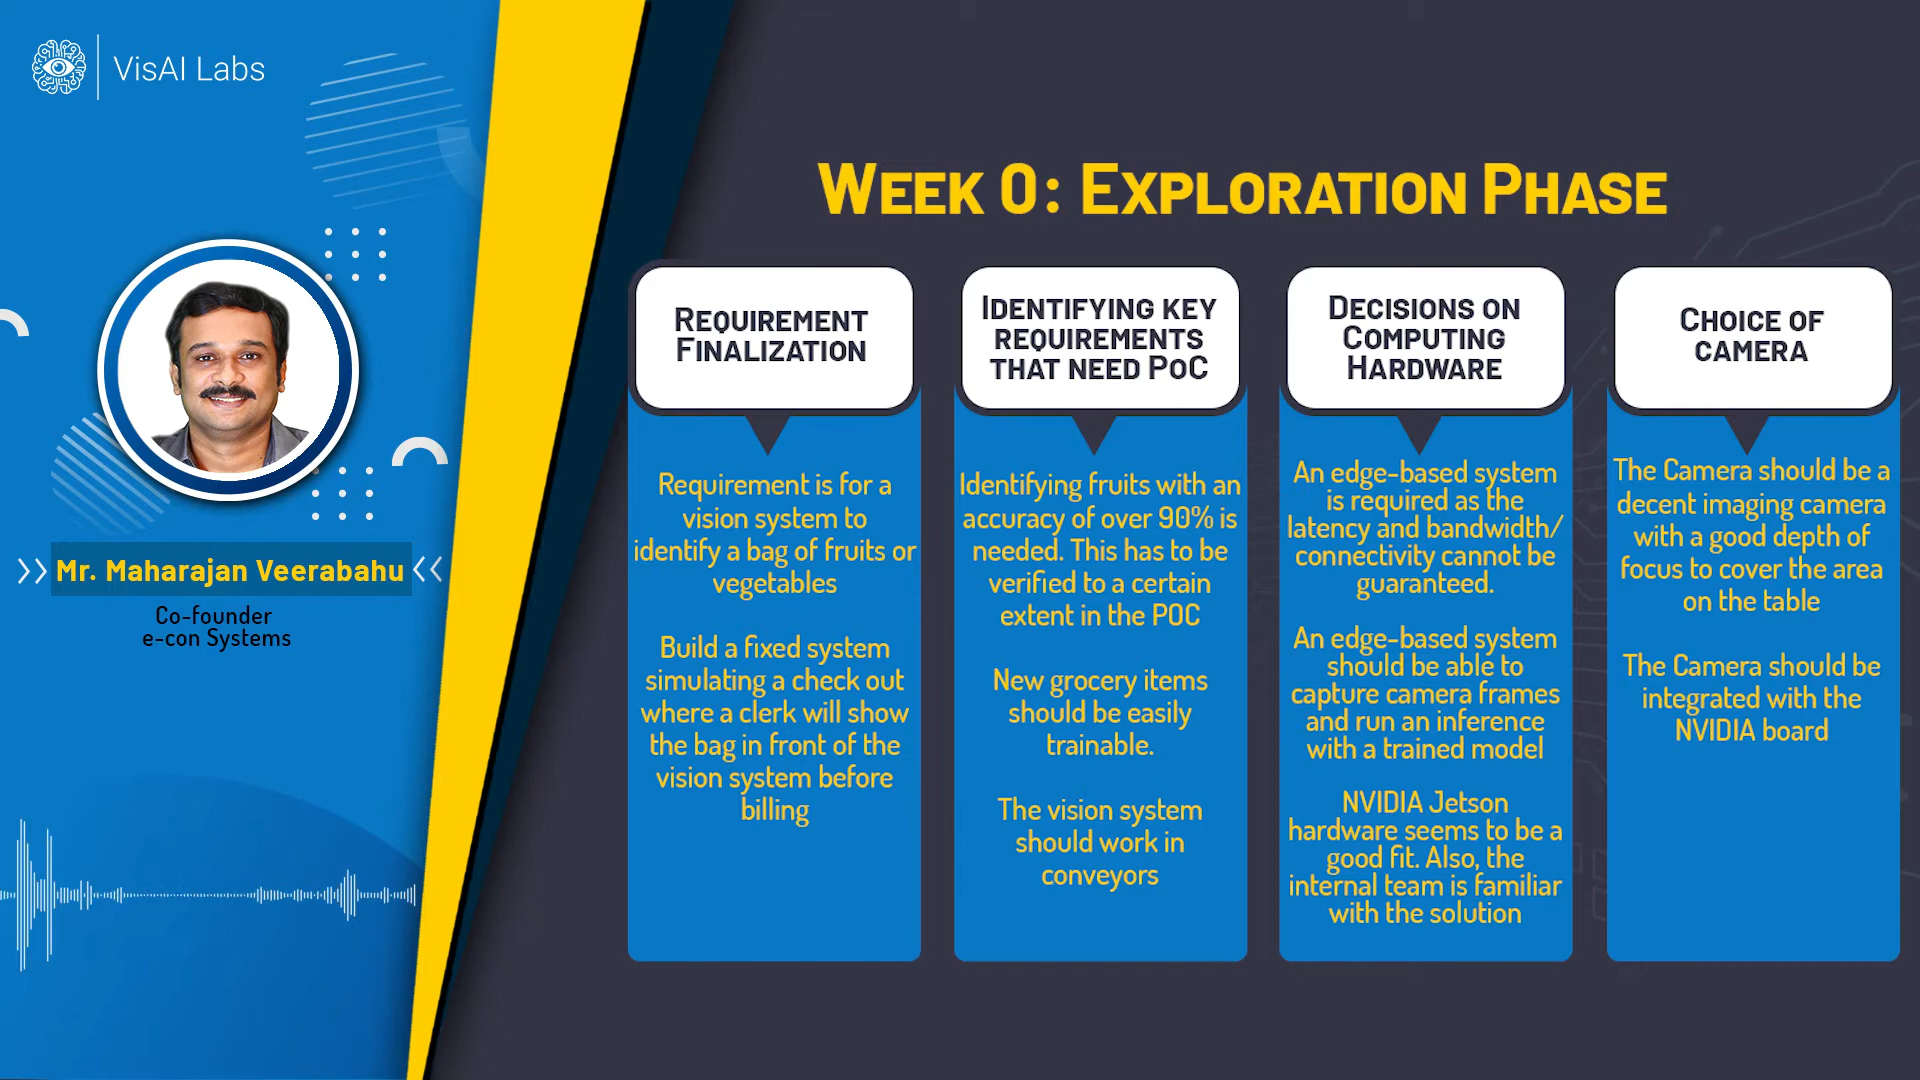 VisAI Labs
Mr. Maharajan Veerabahu
Co-founder
e-con Systems
WEEK 0: EXPLORATION PHASE
REQUIREMENT
FINALIZATION
Requirement is for a
vision system to
identify a bag of fruits or
vegetables
Build a fixed system
simulating a check out
where a clerk will show
the bag in front of the
vision system before
billing
IDENTIFYING KEY
REQUIREMENTS
THAT NEED POC
Identifying fruits with an
accuracy of over 90% is
needed. This has to be
verified to a certain
extent in the POC
New grocery items
should be easily
trainable.
The vision system
should work in
conveyors
DECISIONS ON
COMPUTING
HARDWARE
An edge-based system
is required as the
latency and bandwidth/
connectivity cannot be
guaranteed.
An edge-based system
should be able to
capture camera frames
and run an inference
with a trained model
NVIDIA Jetson
hardware seems to be a
good fit. Also, the
internal team is familiar
with the solution
CHOICE OF
CAMERA
The Camera should be a
decent imaging camera
with a good depth of
focus to cover the area
on the table
The Camera should be
integrated with the
NVIDIA board